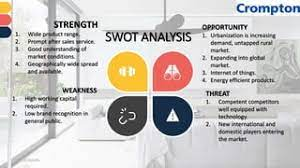 Crompton
SWOT ANALYSIS
STRENGTH
1. Wide product range.
2. Prompt after sales service.
3. Good understanding of
market conditions.
4. Geographically wide spread
and available.
OPPORTUNITY
1. Urbanization is increasing
demand, untapped rural
market.
2. Expanding into global
market.
3. Internet of things.
4. Energy efficient products.
WEAKNESS
1. High working capital
required.
2. Low brand recognition in
general public.
THREAT
1. Competent competitors
well equipped with
technology.
2. New international and
domestic players entering
the market.